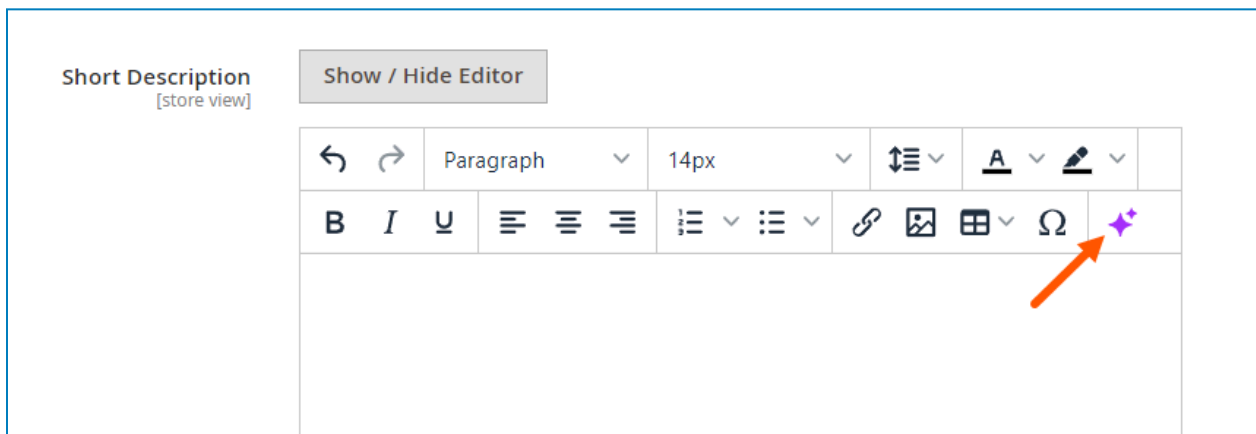 Short Description
[store view]
Show / Hide Editor
Paragraph
14px
A
B I U
Ω